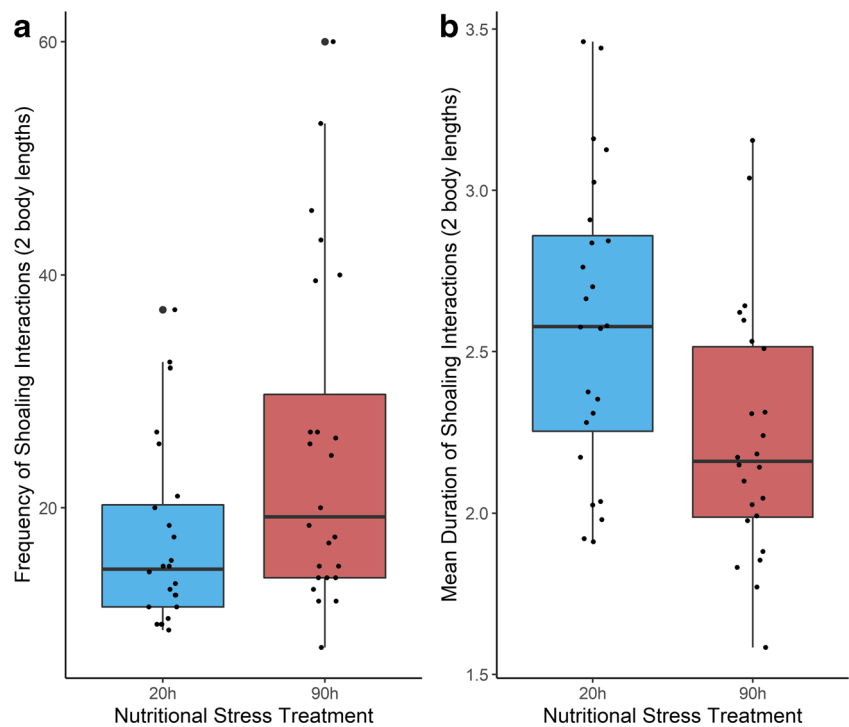 a
Frequency of Shoaling Interactions (2 body lengths)
60
40
20
20h
90h
Nutritional Stress Treatment
b
Mean Duration of Shoaling Interactions (2 body lengths)
3.5
3.0
2.5
2.0
1.5
20h
90h
Nutritional Stress Treatment